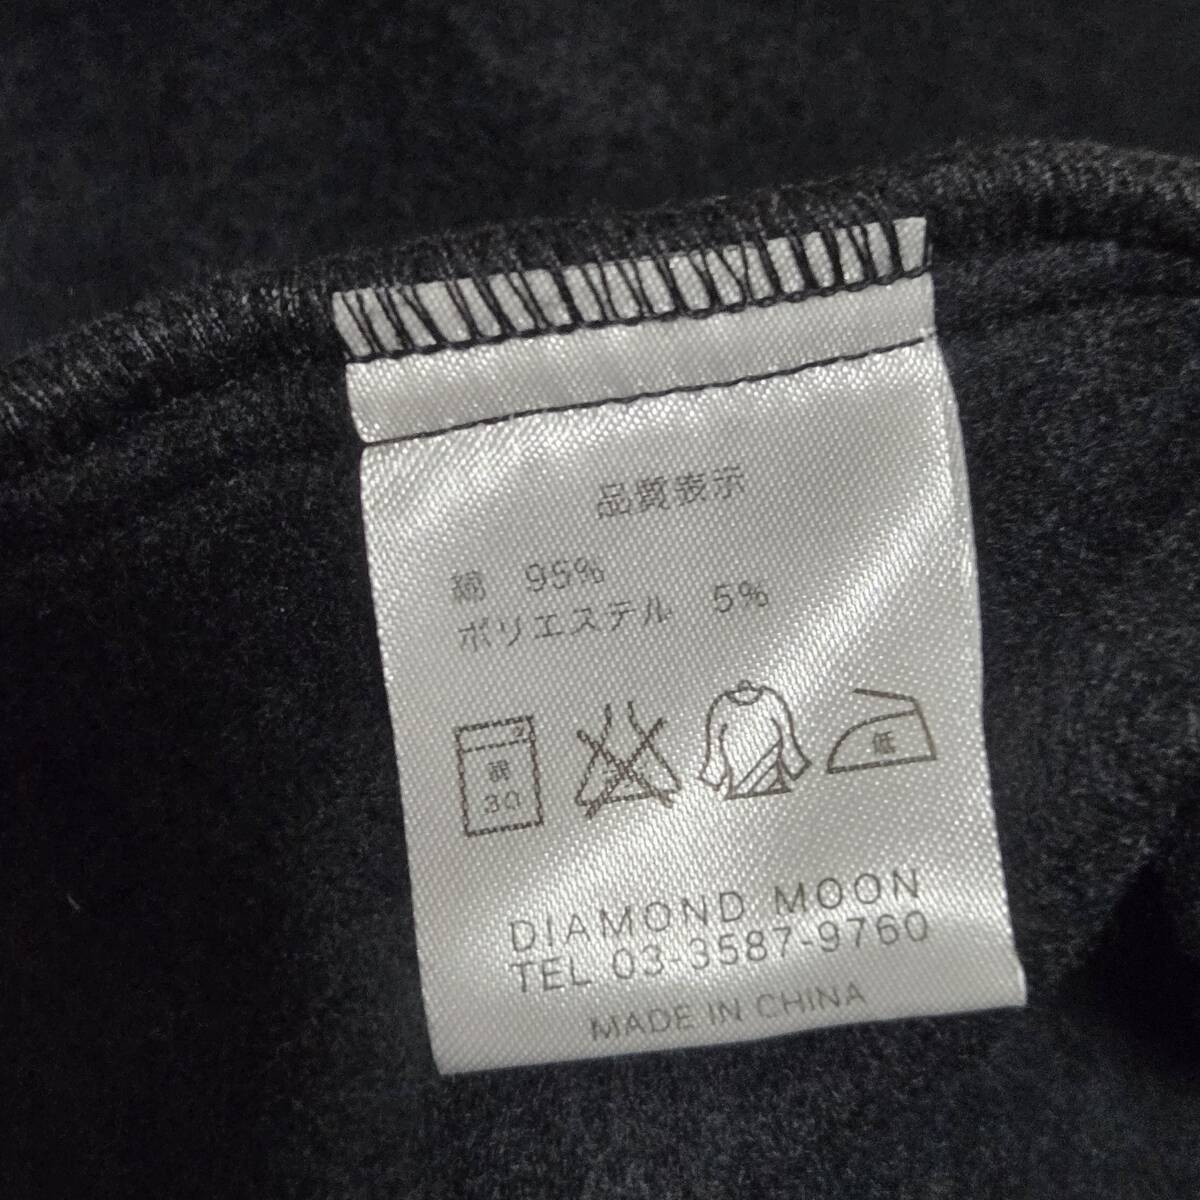 品質表示
綿 95%
ポリエステル 5%
弱
30
低
DIAMOND MOON
TEL 03-3587-9760
MADE IN CHINA